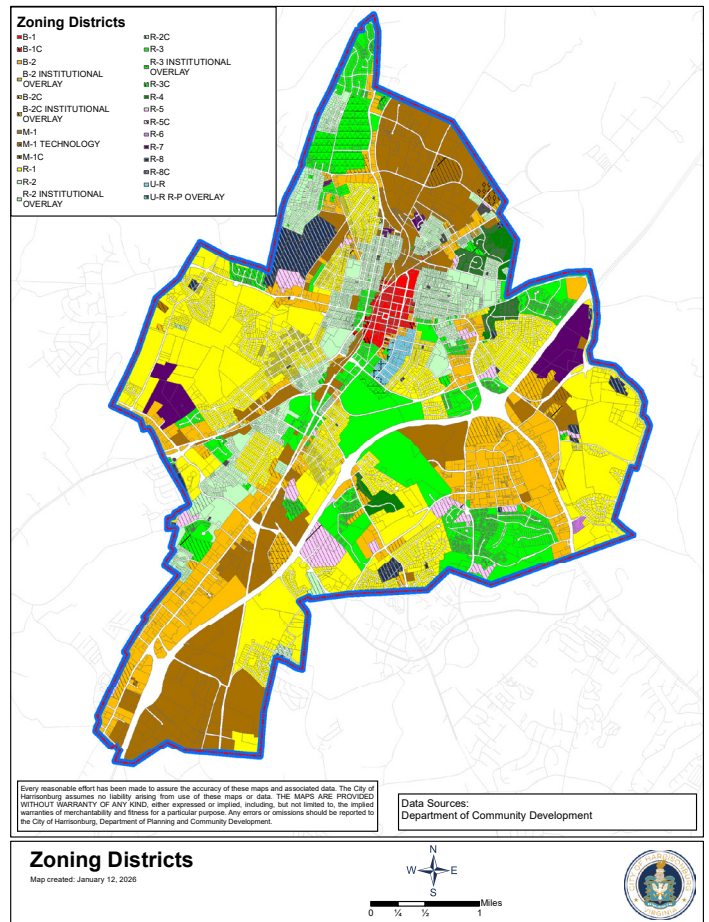 Zoning Districts
B-1
B-1C
B-2
B-2 INSTITUTIONAL
OVERLAY
B-2C
B-2C INSTITUTIONAL
OVERLAY
M-1
M-1 TECHNOLOGY
M-1C
R-1
R-2
R-2 INSTITUTIONAL
OVERLAY
R-2C
R-3
R-3 INSTITUTIONAL
OVERLAY
R-3C
R-4
R-5
R-5C
R-6
R-7
R-8
R-8C
U-R
U-R R-P OVERLAY
Every reasonable effort has been made to assure the accuracy of these maps and associated data. The City of
Harrisonburg assumes no liability arising from use of these maps or data. THE MAPS ARE PROVIDED
WITHOUT WARRANTY OF ANY KIND, either expressed or implied, including, but not limited to, the implied
warranties of merchantability and fitness for a particular purpose. Any errors or omissions should be reported to
the City of Harrisonburg, Department of Planning and Community Development.
Data Sources:
Department of Community Development
Zoning Districts
Map created: January 12, 2026
N
W E
S
Miles
0 ¼ ½ 1
CITY OF HARRISONBURG
VIRGINIA